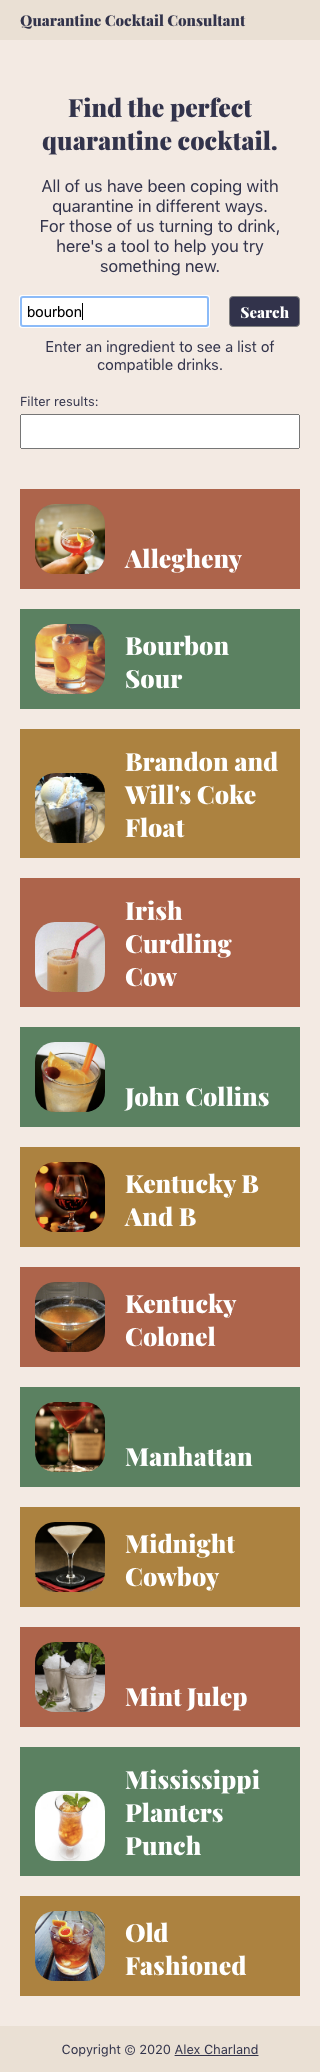 Quarantine Cocktail Consultant
Find the perfect
quarantine cocktail.
All of us have been coping with
quarantine in different ways.
For those of us turning to drink,
here's a tool to help you try
something new.
bourbon
Search
Enter an ingredient to see a list of
compatible drinks.
Filter results:
Allegheny
Bourbon
Sour
Brandon and
Will's Coke
Float
Irish
Curdling
Cow
John Collins
Kentucky B
And B
Kentucky
Colonel
Manhattan
Midnight
Cowboy
Mint Julep
Mississippi
Planters
Punch
Old
Fashioned
Copyright © 2020 Alex Charland